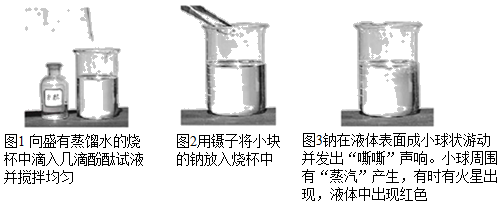 图1 向盛有蒸馏水的烧
杯中滴入几滴酚酞试液
并搅拌均匀
图2用镊子将小块
的钠放入烧杯中
图3钠在液体表面成小球状游动
并发出“嘶嘶”声响。小球周围
有“蒸汽”产生，有时有火星出
现，液体中出现红色